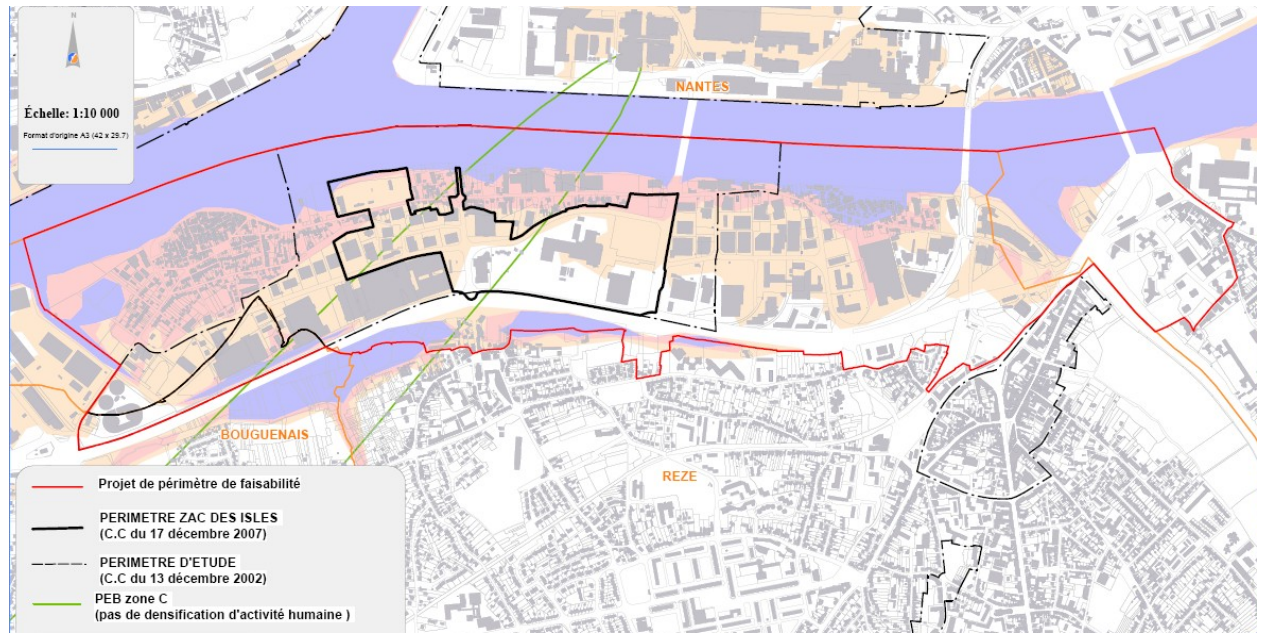 N
Échelle: 1:10 000
Format d'origine A3 (42 x 29.7)
NANTES
BOUGUENAIS
REZE
Projet de périmètre de faisabilité
PERIMETRE ZAC DES ISLES
(C.C du 17 décembre 2007)
PERIMETRE D'ETUDE
(C.C du 13 décembre 2002)
PEB zone C
(pas de densification d'activité humaine )